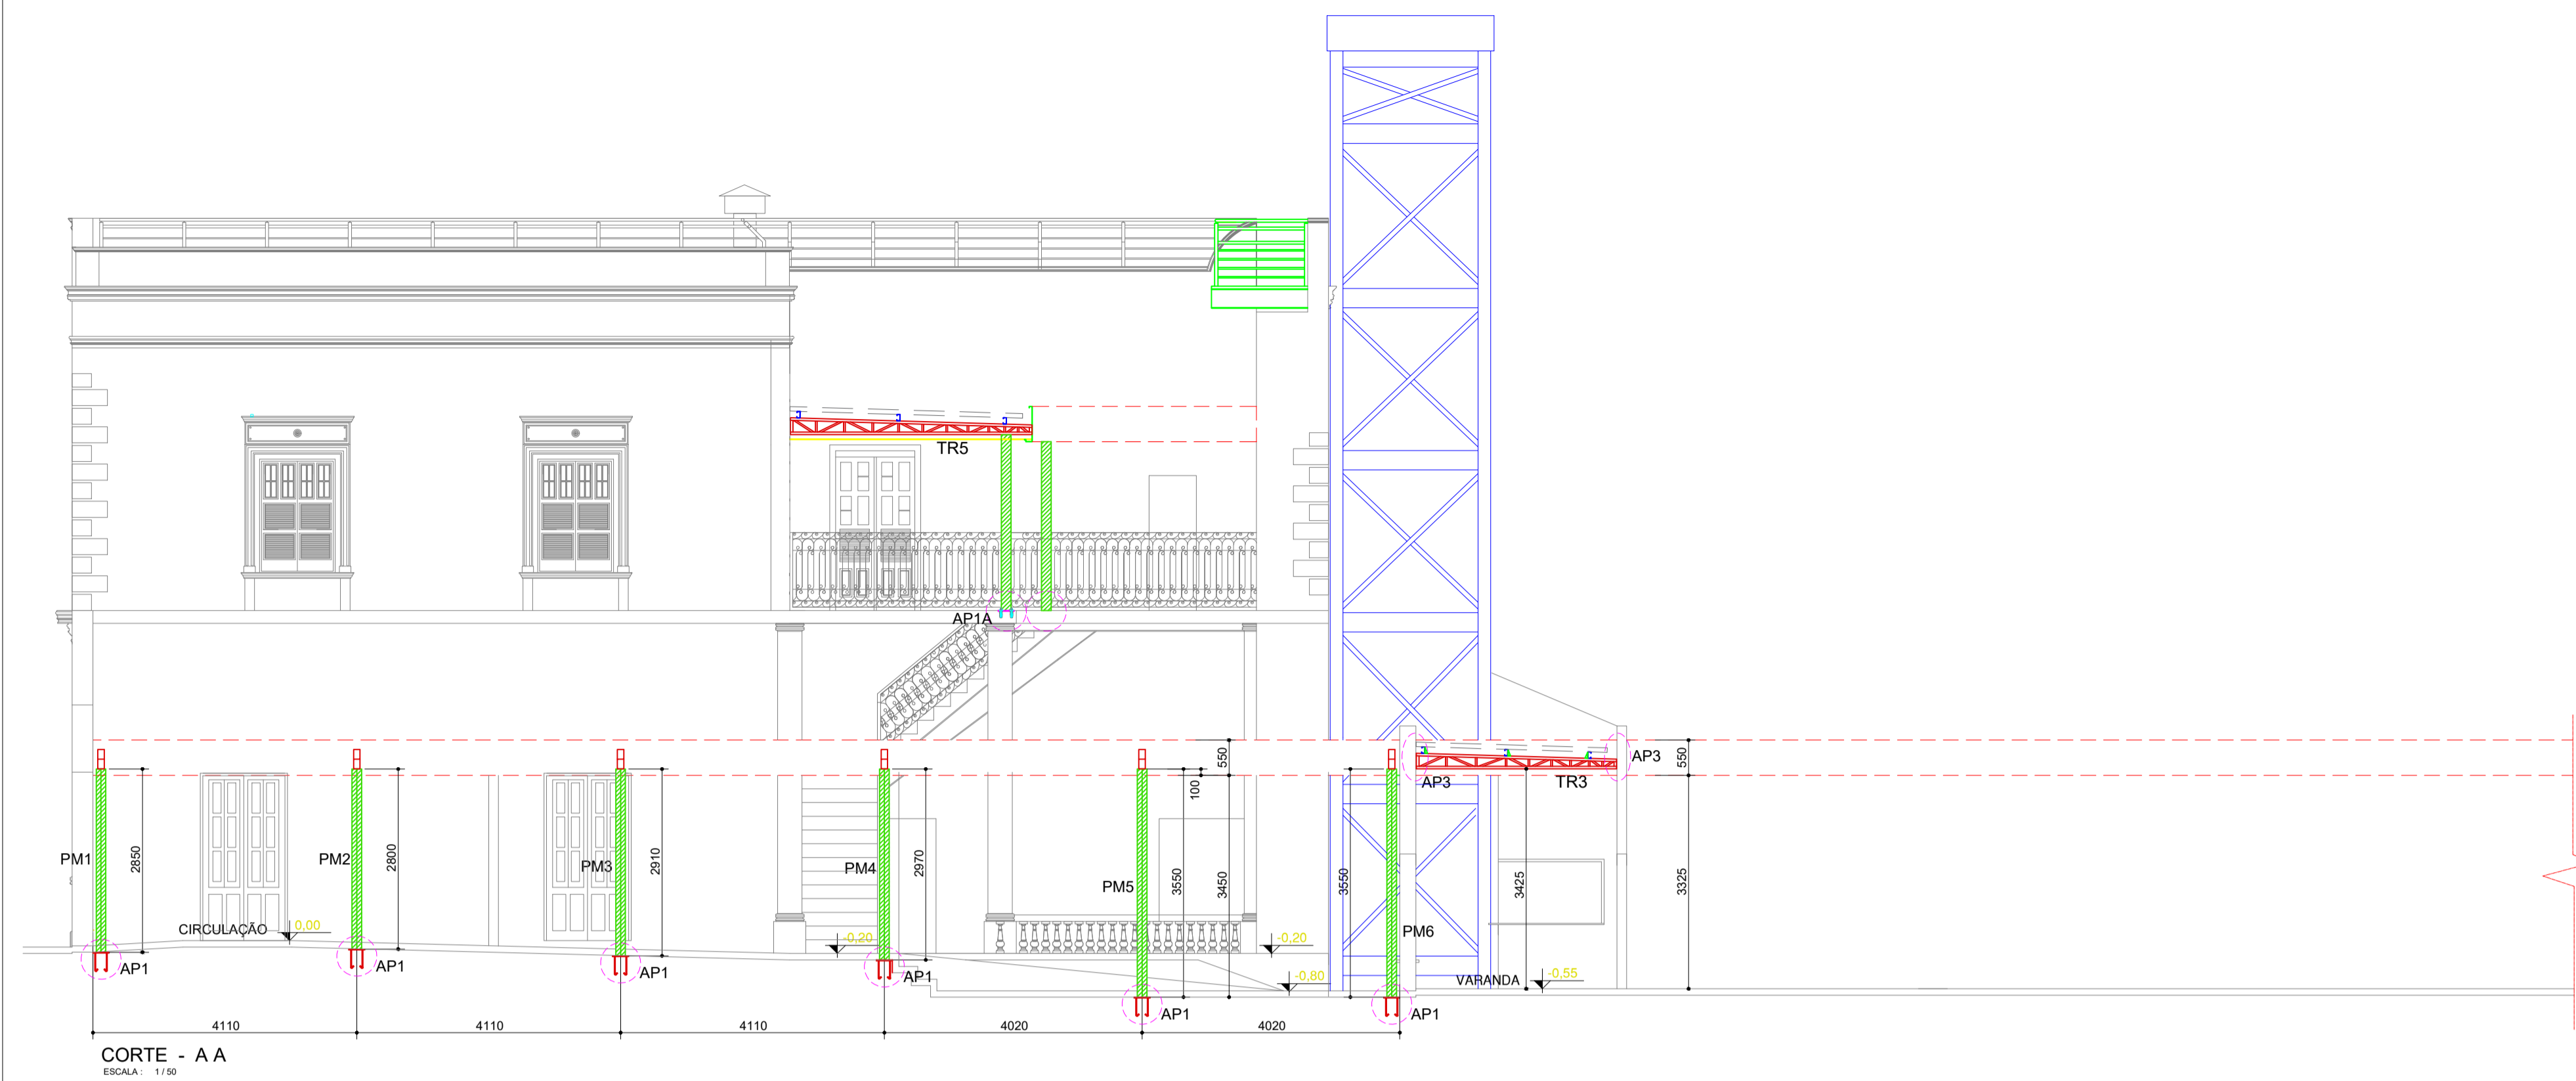 TR5
AP1A
550
550
AP3
100
AP3
TR3
PM1
2850
PM2
2800
PM3
2910
PM4
2970
PM5
3550
3450
3550
3425
3325
CIRCULAÇÃO
0,00
-0,20
-0,20
PM6
AP1
AP1
AP1
AP1
-0,80
VARANDA
-0,55
AP1
AP1
4110
4110
4110
4020
4020
CORTE - A A
ESCALA : 1 / 50